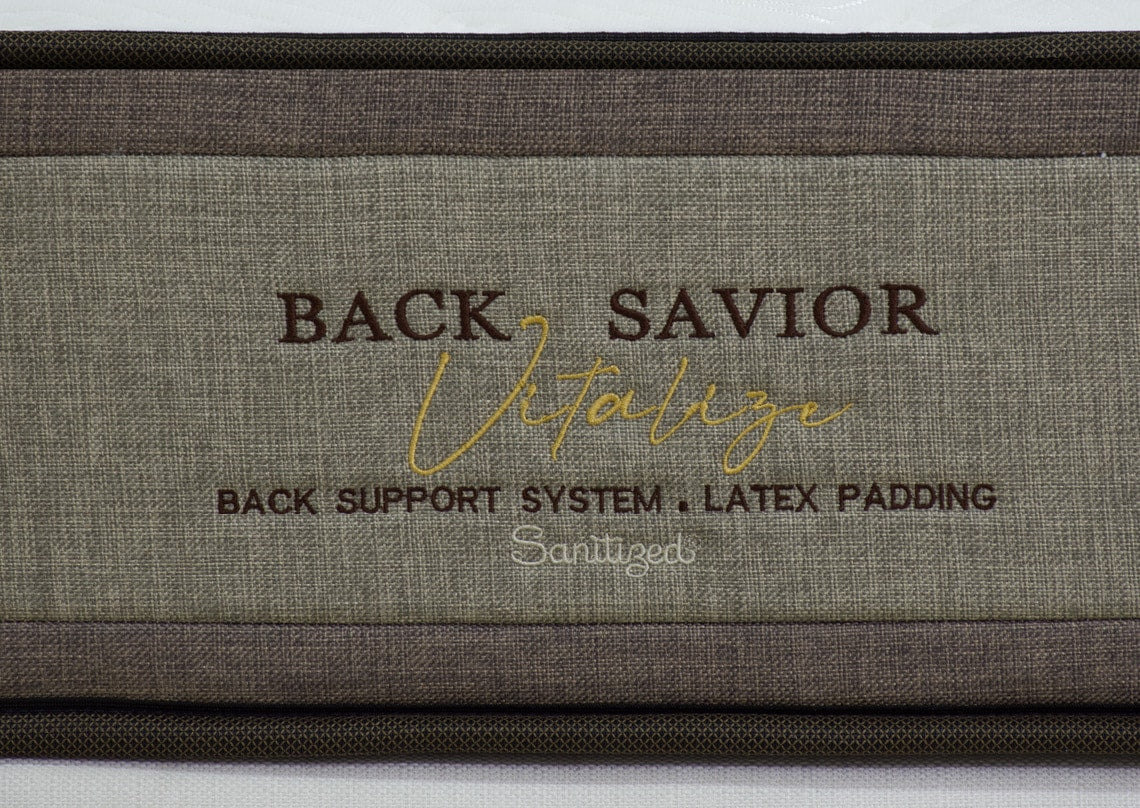 BACK SAVIOR
Vitalize
BACK SUPPORT SYSTEM . LATEX PADDING
Sanitized